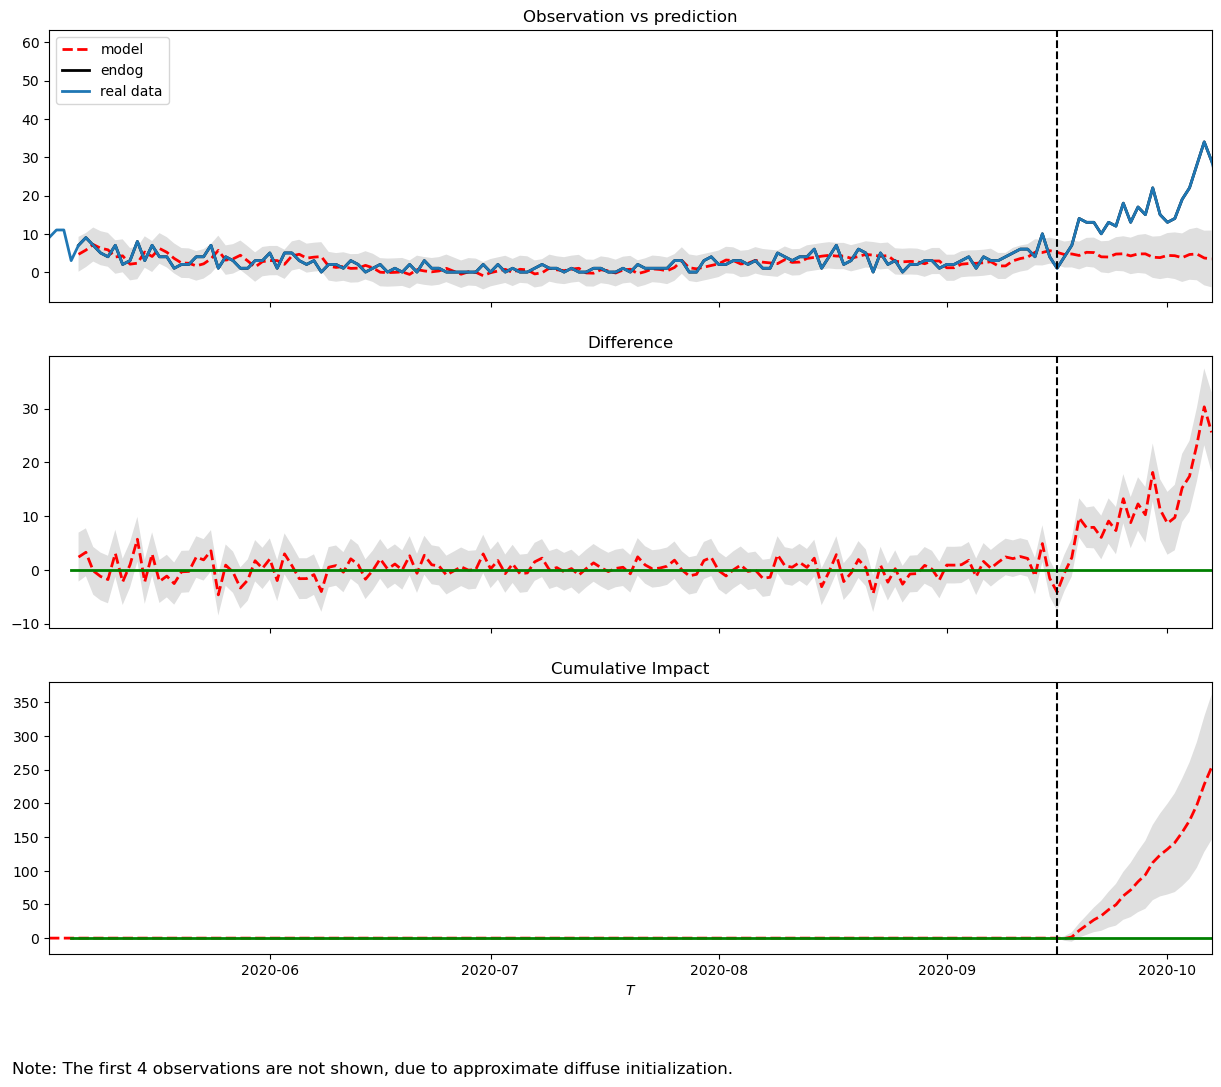 Observation vs prediction
60
50
40
30
20
10
0
model
endog
real data
Difference
30
20
10
0
−10
Cumulative Impact
350
300
250
200
150
100
50
0
2020-06 2020-07 2020-08 2020-09 2020-10
T
Note: The first 4 observations are not shown, due to approximate diffuse initialization.